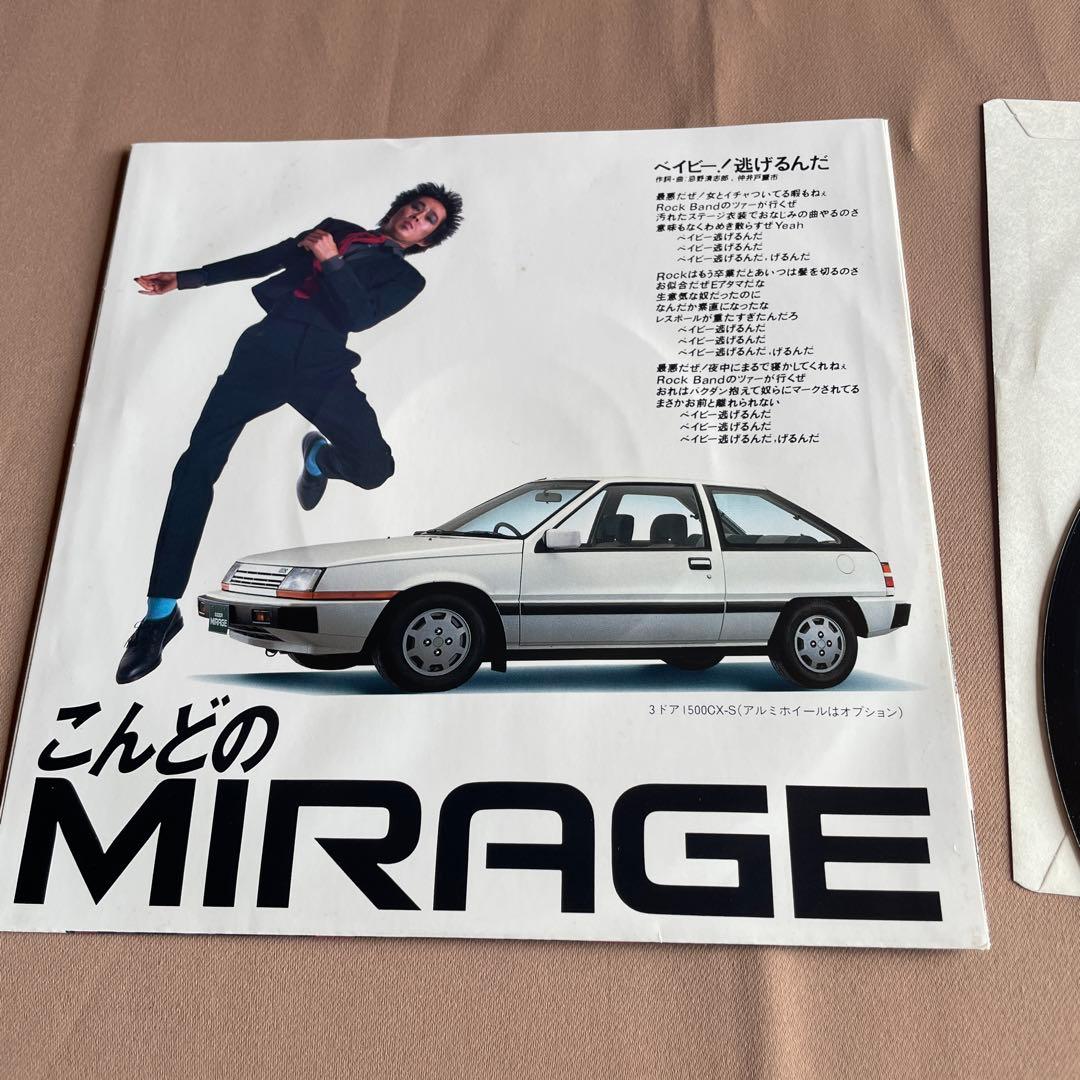 ベイビー！逃げるんだ
作詞・曲：忌野清志郎，仲井戸麗市
最悪だぜ！女とイチャついてる暇もねぇ
Rock Bandのツァーが行くぜ
汚れたステージ衣装でおなじみの曲やるのさ
意味もなくわめき散らすぜYeah
ベイビー逃げるんだ
ベイビー逃げるんだ
ベイビー逃げるんだ，げるんだ
Rockはもう卒業だとあいつは髪を切るのさ
お似合だぜEアタマだな
生意気な奴だったのに
なんだか素直になったな
レスポールが重たすぎたんだろ
ベイビー逃げるんだ
ベイビー逃げるんだ
ベイビー逃げるんだ，げるんだ
最悪だぜ！夜中にまるで寝かしてくれねぇ
Rock Bandのツァーが行くぜ
おれはバクダン抱えて奴らにマークされてる
まさかお前と離れられない
ベイビー逃げるんだ
ベイビー逃げるんだ
ベイビー逃げるんだ，げるんだ
MIRAGE
3ドア1500CX-S（アルミホイールはオプション）
こんどの
MIRAGE